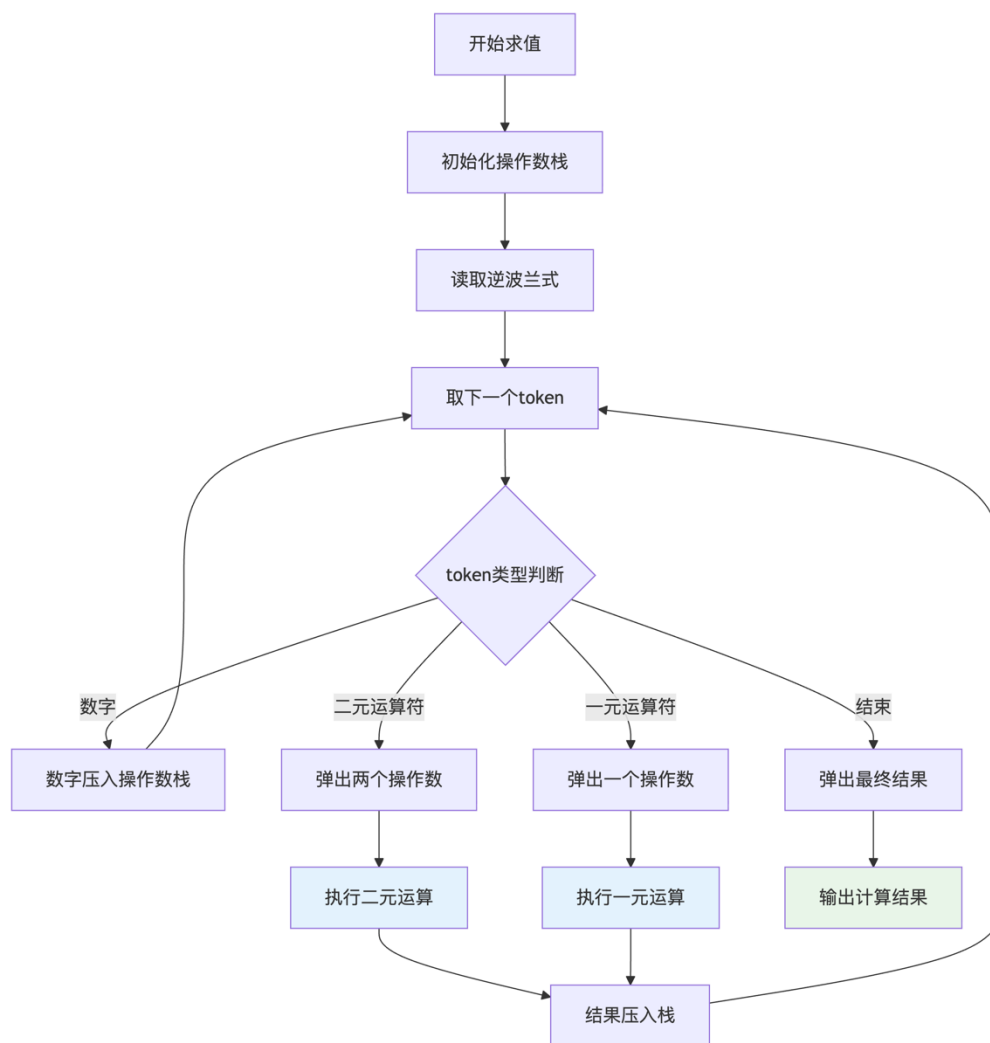 开始求值
初始化操作数栈
读取逆波兰式
取下一个token
token类型判断
数字
二元运算符
一元运算符
结束
数字压入操作数栈
弹出两个操作数
弹出一个操作数
弹出最终结果
执行二元运算
执行一元运算
输出计算结果
结果压入栈